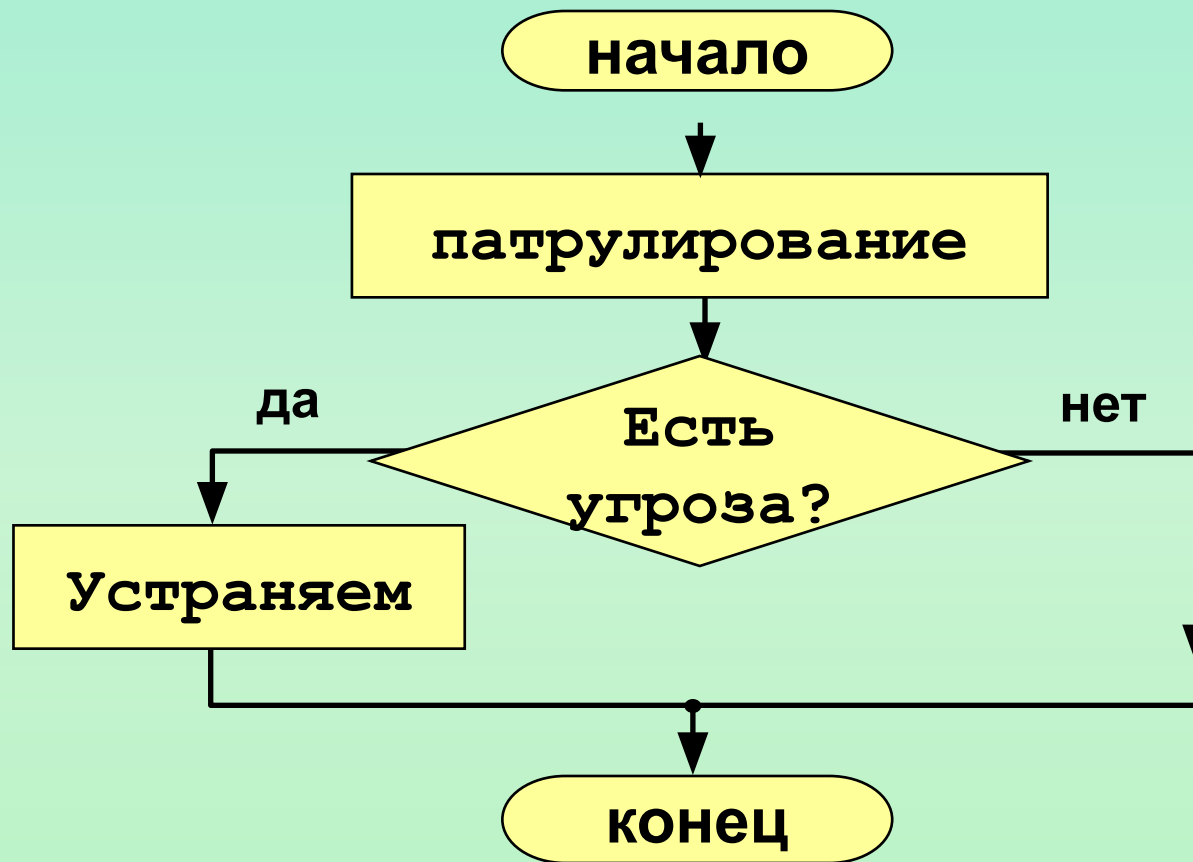 начало
патрулирование
да
нет
Есть
угроза?
Устраняем
конец